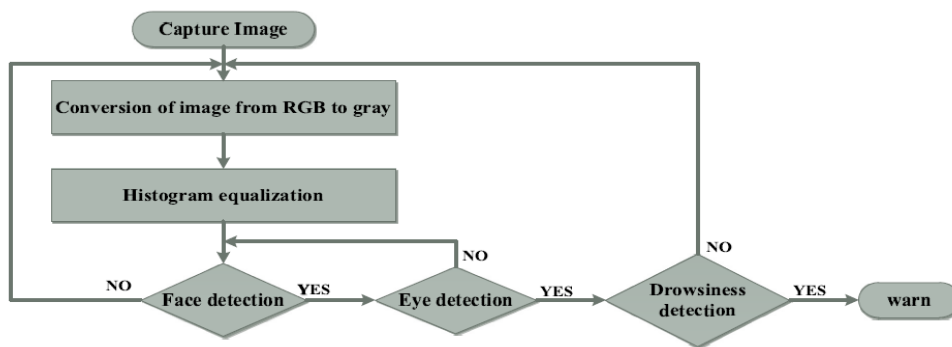 Capture Image
Conversion of image from RGB to gray
Histogram equalization
NO
NO
NO
Face detection
YES
Eye detection
YES
Drowsiness
detection
YES
warn